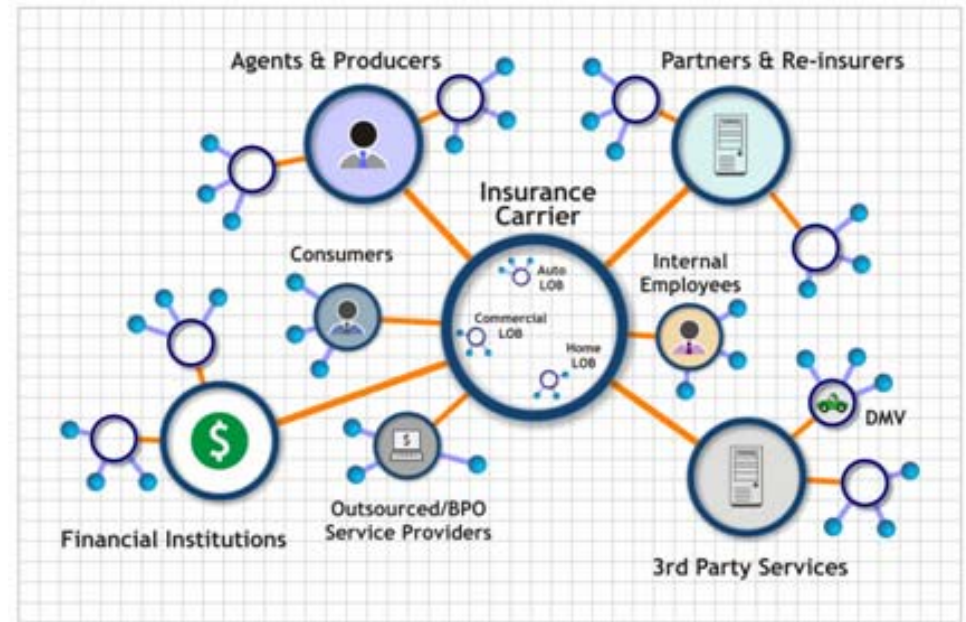 Agents & Producers
Partners & Re-insurers
Insurance
Carrier
Consumers
Internal
Employees
Auto
LOB
Commercial
LOB
Home
LOB
$
$
DMV
Outsourced/BPO
Service Providers
Financial Institutions
3rd Party Services